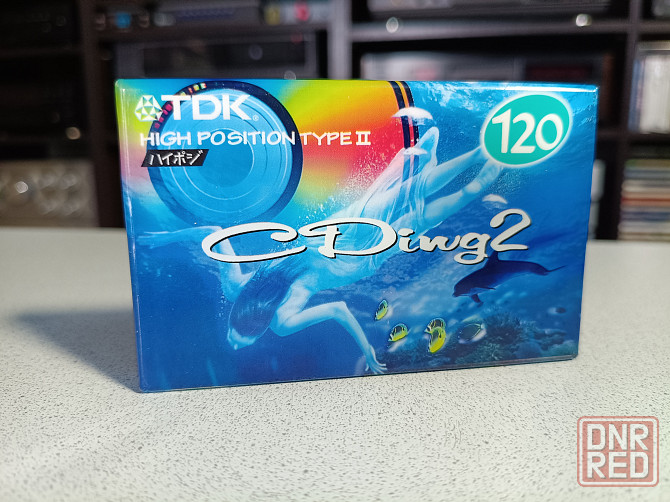 TDK
HIGH POSITION TYPE II
ハイポジ
120
CDing2
DNR
RED